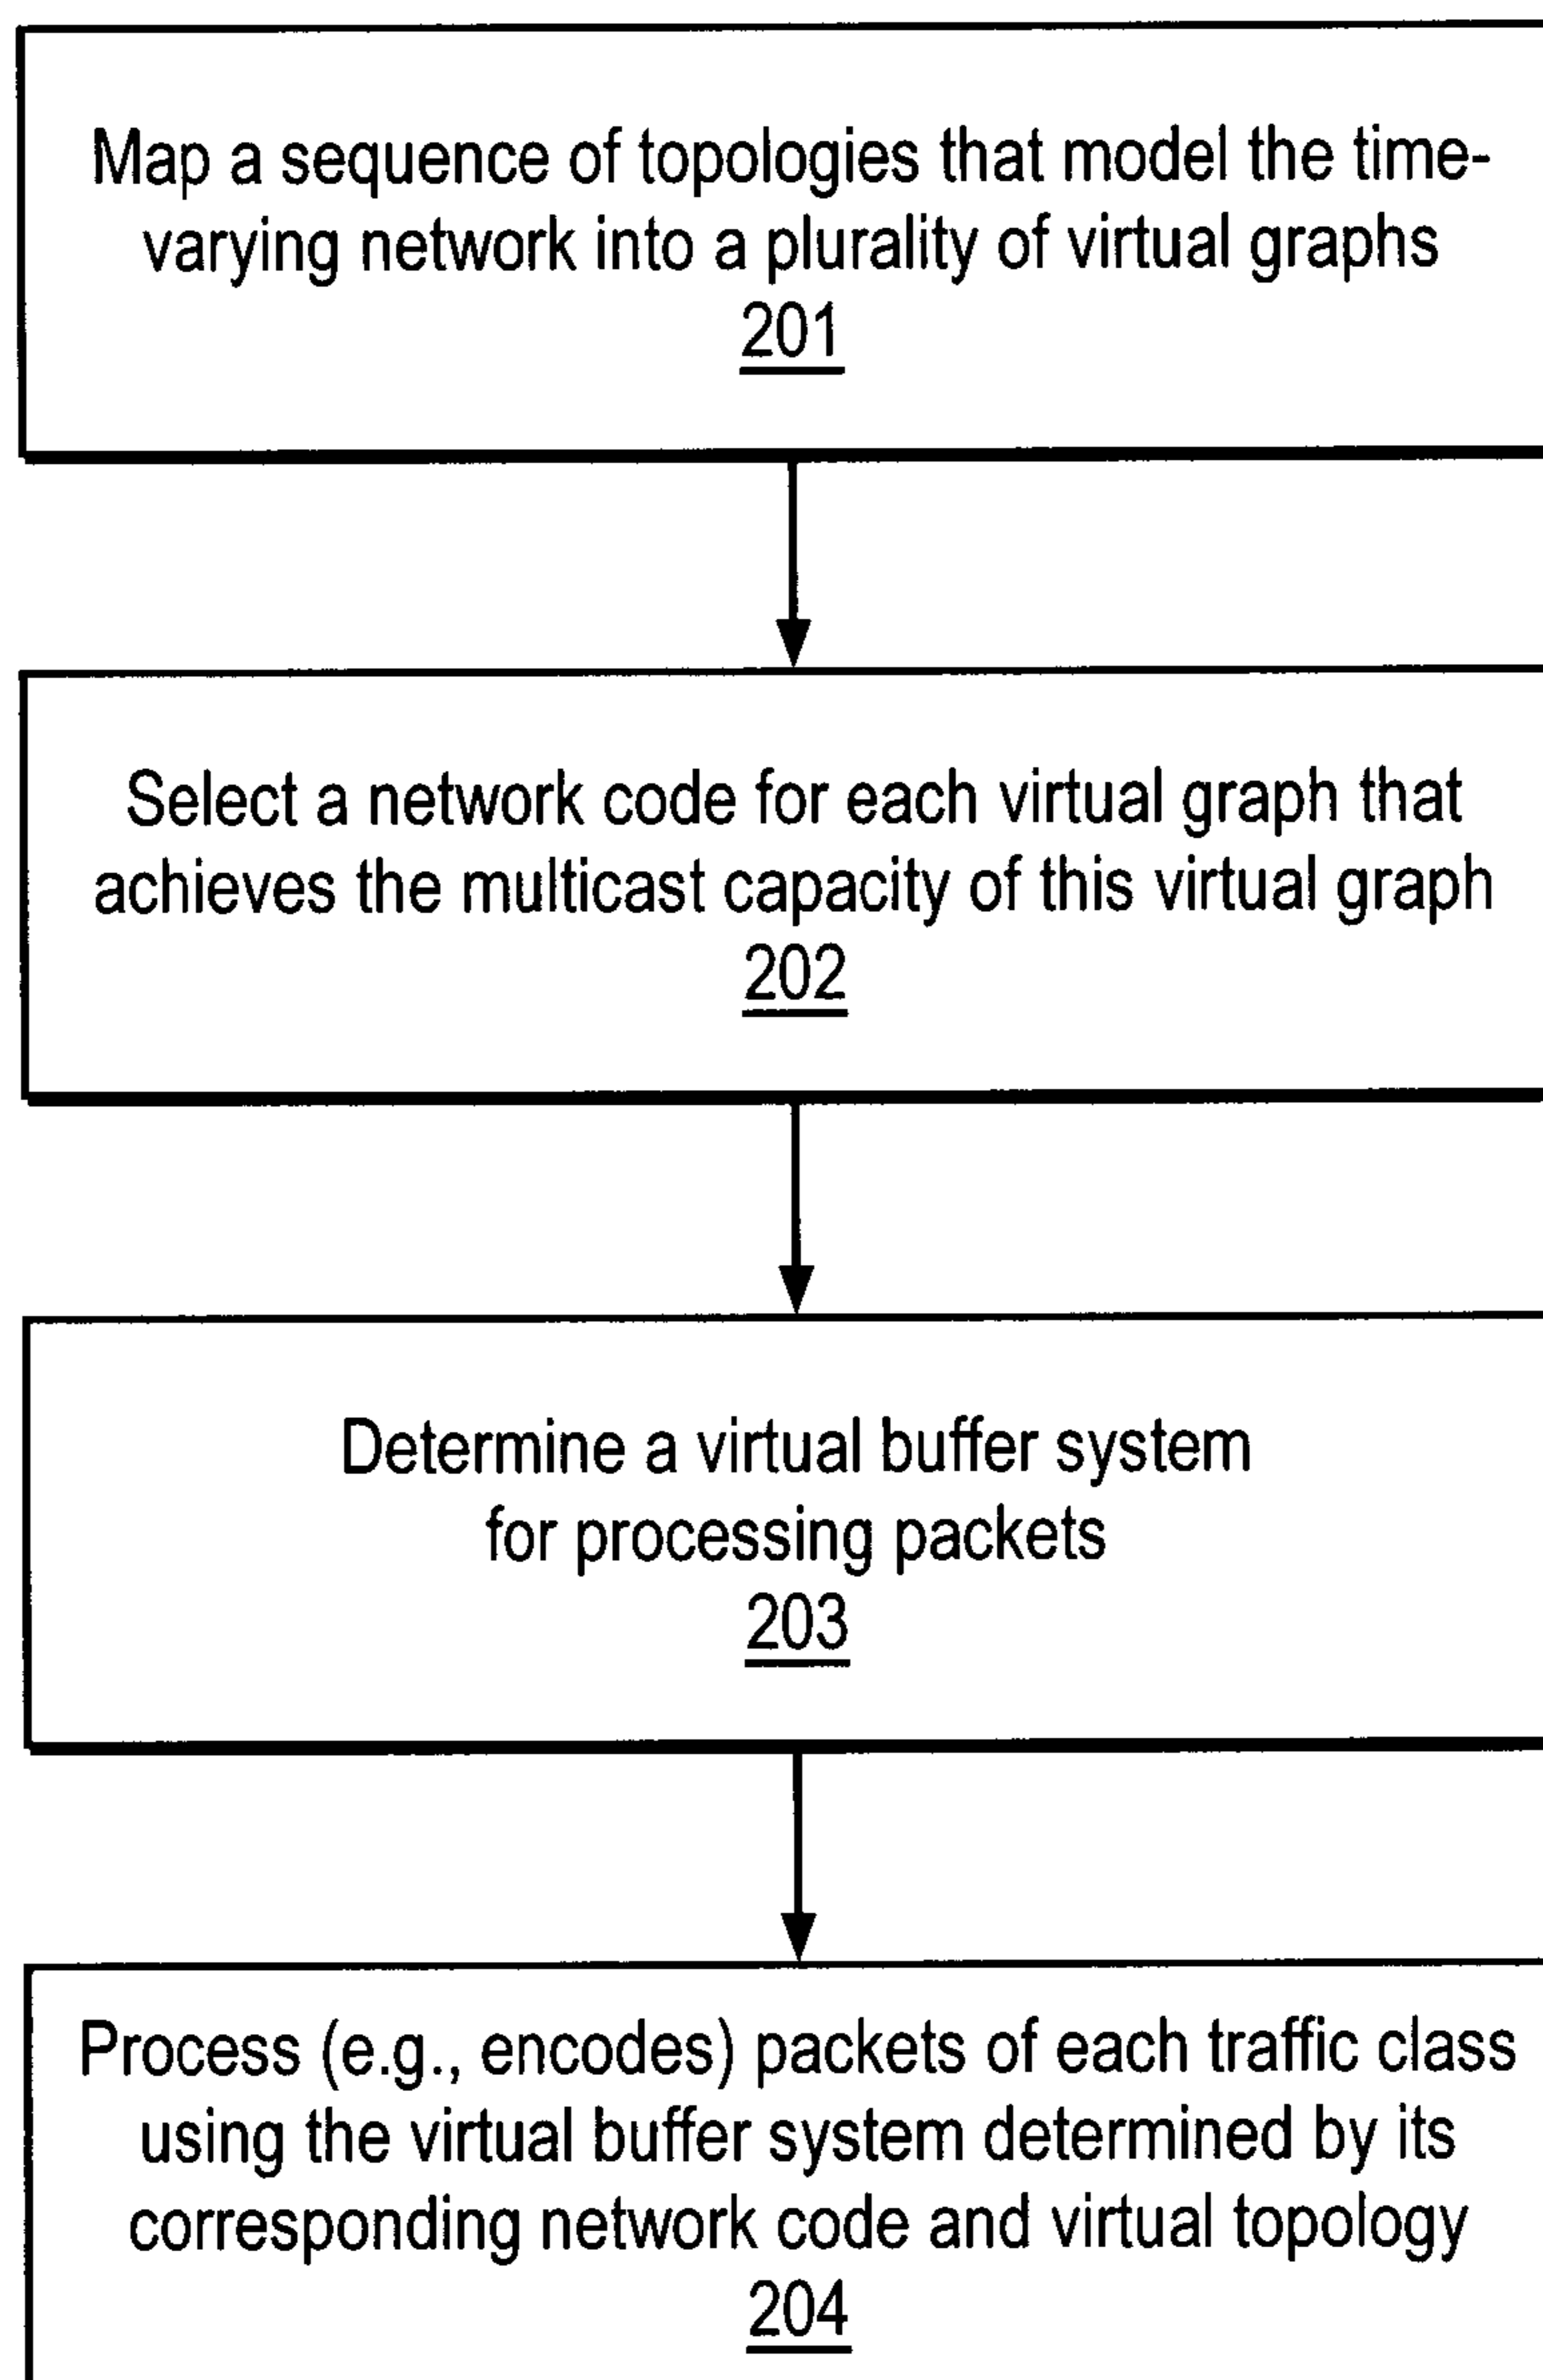 Map a sequence of topologies that model the time-
varying network into a plurality of virtual graphs
201
Select a network code for each virtual graph that
achieves the multicast capacity of this virtual graph
202
Determine a virtual buffer system
for processing packets
203
Process (e.g., encodes) packets of each traffic class
using the virtual buffer system determined by its
corresponding network code and virtual topology
204